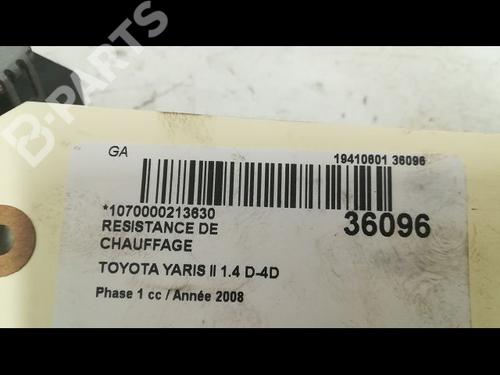 B-PARTS
GA
19410601 36096
*1070000213630
36096
RESISTANCE DE
CHAUFFAGE
TOYOTA YARIS II 1.4 D-4D
Phase 1 cc / Année 2008